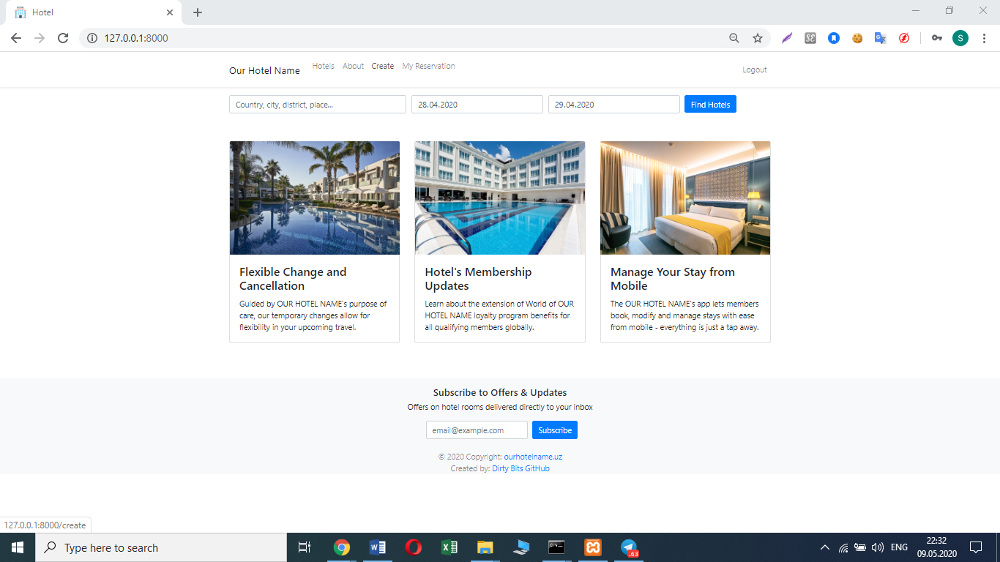 Hotel
127.0.0.1:8000
S
Our Hotel Name Hotels About Create My Reservation Logout
Country, city, district, place... 28.04.2020 29.04.2020 Find Hotels
Flexible Change and
Cancellation
Guided by OUR HOTEL NAME's purpose of
care, our temporary changes allow for
flexibility in your upcoming travel.
Hotel's Membership
Updates
Learn about the extension of World of OUR
HOTEL NAME loyalty program benefits for
all qualifying members globally.
Manage Your Stay from
Mobile
The OUR HOTEL NAME's app lets members
book, modify and manage stays with ease
from mobile - everything is just a tap away.
Subscribe to Offers & Updates
Offers on hotel rooms delivered directly to your inbox
email@example.com Subscribe
© 2020 Copyright: ourhotelname.uz
Created by: Dirty Bits GitHub
127.0.0.1:8000/create
Type here to search
.63
ENG
22:32
09.05.2020